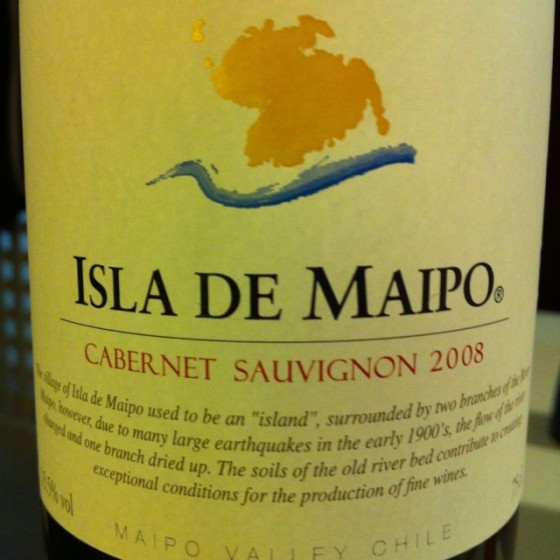 ISLA DE MAIPO®
CABERNET SAUVIGNON 2008
village of Isla de Maipo used to be an "island", surrounded by two branches of the
Maipo, however, due to many large earthquakes in the early 1900's, the flow of the river
changed and one branch dried up. The soils of the old river bed contribute to creating
exceptional conditions for the production of fine wines.
% vol
MAIPO VALLEY CHILE